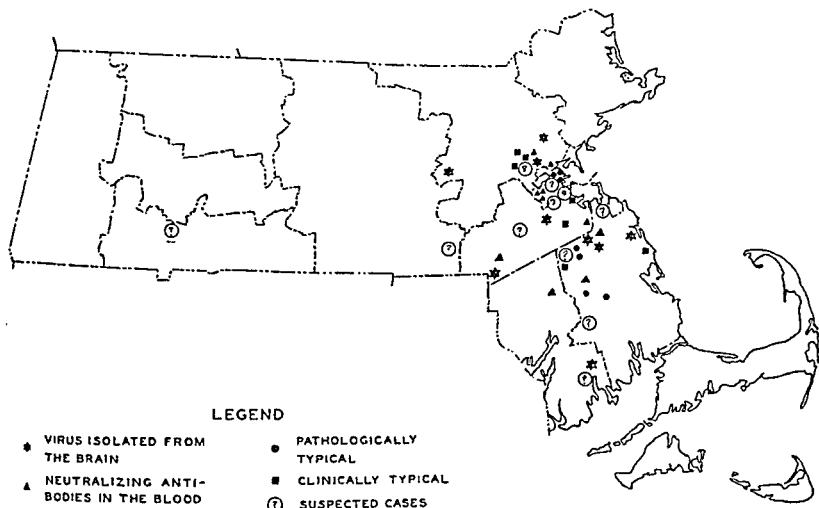 LEGEND
VIRUS ISOLATED FROM
THE BRAIN
NEUTRALIZING ANTI-
BODIES IN THE BLOOD
PATHOLOGICALLY
TYPICAL
CLINICALLY TYPICAL
? SUSPECTED CASES